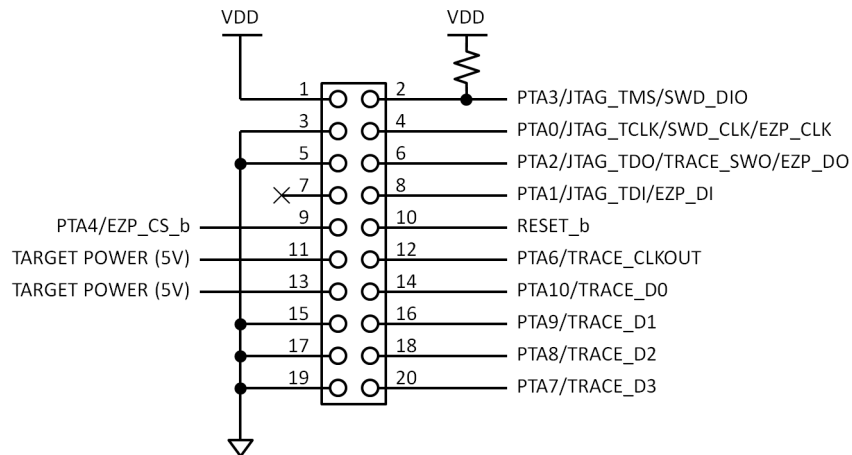 VDD VDD
1 2 PTA3/JTAG_TMS/SWD_DIO
3 4 PTA0/JTAG_TCLK/SWD_CLK/EZP_CLK
5 6 PTA2/JTAG_TDO/TRACE_SWO/EZP_DO
7 8 PTA1/JTAG_TDI/EZP_DI
PTA4/EZP_CS_b 9 10 RESET_b
TARGET POWER (5V) 11 12 PTA6/TRACE_CLKOUT
TARGET POWER (5V) 13 14 PTA10/TRACE_D0
15 16 PTA9/TRACE_D1
17 18 PTA8/TRACE_D2
19 20 PTA7/TRACE_D3